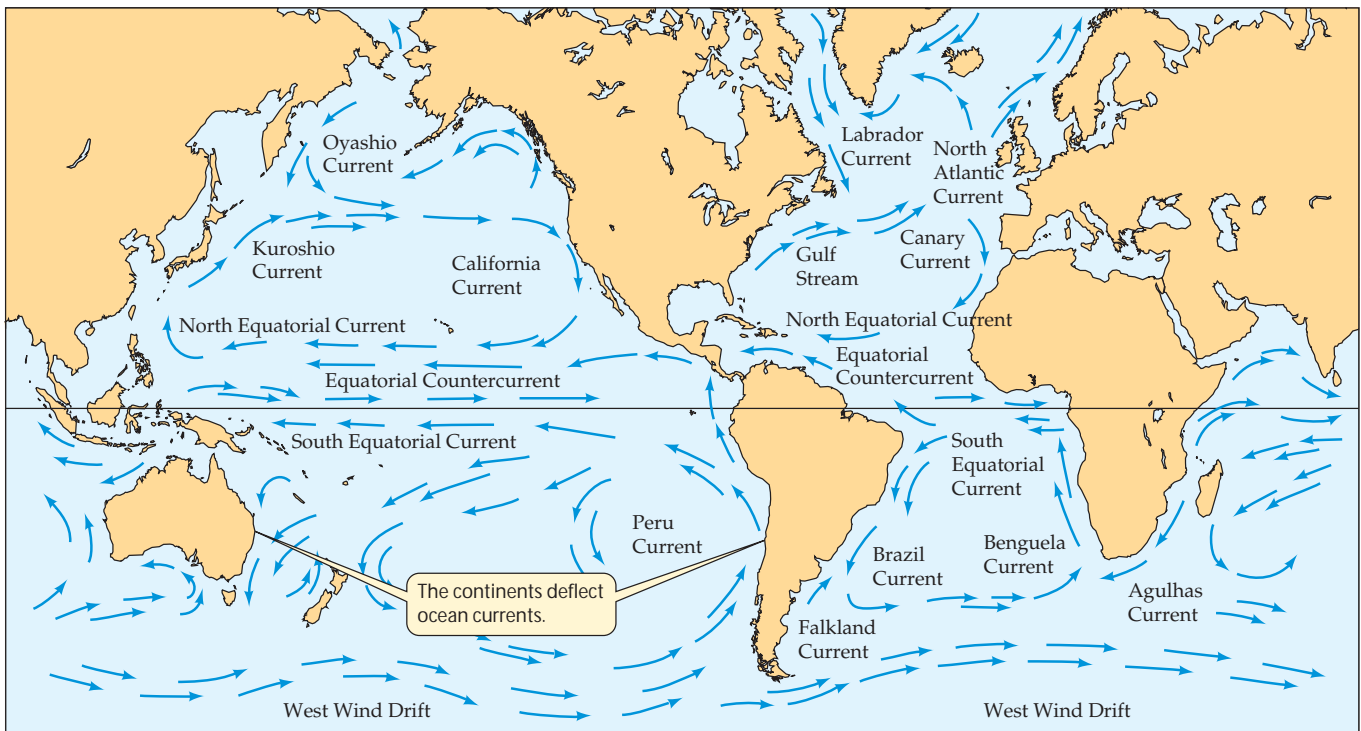 Oyashio
Current
Labrador
Current
North
Atlantic
Current
Kuroshio
Current
California
Current
Gulf
Stream
Canary
Current
North Equatorial Current
North Equatorial Current
Equatorial Countercurrent
Equatorial
Countercurrent
South Equatorial Current
South
Equatorial
Current
Peru
Current
Brazil
Current
Benguela
Current
The continents deflect
ocean currents.
Agulhas
Current
Falkland
Current
West Wind Drift
West Wind Drift